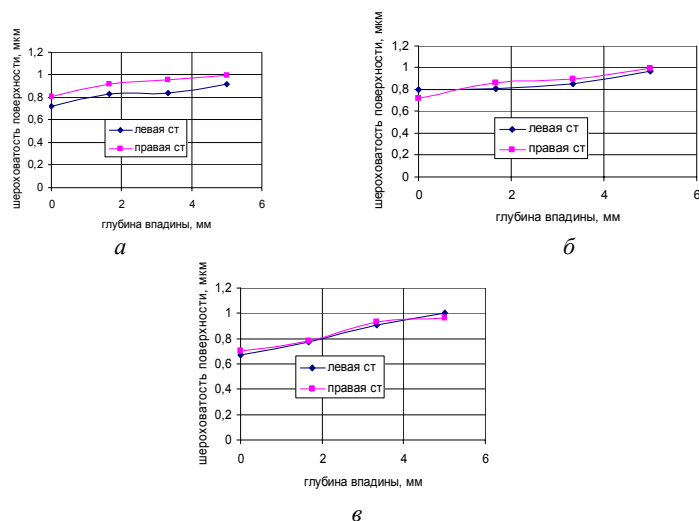 шероховатость поверхности, мкм
1,2
1
0,8
0,6
0,4
0,2
0
левая ст
правая ст
0
2
4
6
глубина впадины, мм
а
шероховатость поверхности, мкм
1,2
1
0,8
0,6
0,4
0,2
0
левая ст
правая ст
0
2
4
6
глубина впадины, мм
б
шероховатость поверхности, мкм
1,2
1
0,8
0,6
0,4
0,2
0
левая ст
правая ст
0
2
4
6
глубина впадины, мм
в